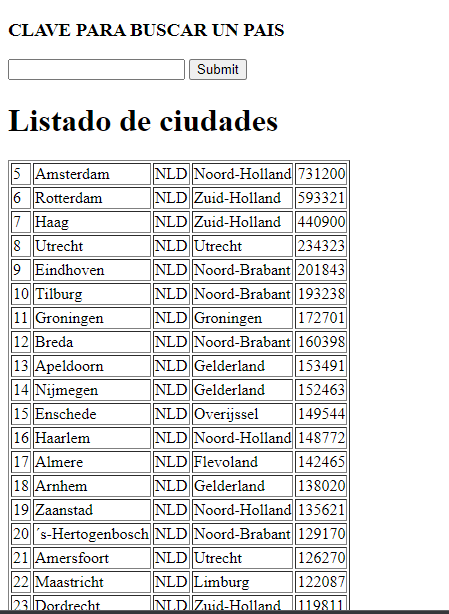 CLAVE PARA BUSCAR UN PAIS
Submit
Listado de ciudades
5 Amsterdam NLD Noord-Holland 731200
6 Rotterdam NLD Zuid-Holland 593321
7 Haag NLD Zuid-Holland 440900
8 Utrecht NLD Utrecht 234323
9 Eindhoven NLD Noord-Brabant 201843
10 Tilburg NLD Noord-Brabant 193238
11 Groningen NLD Groningen 172701
12 Breda NLD Noord-Brabant 160398
13 Apeldoorn NLD Gelderland 153491
14 Nijmegen NLD Gelderland 152463
15 Enschede NLD Overijssel 149544
16 Haarlem NLD Noord-Holland 148772
17 Almere NLD Flevoland 142465
18 Arnhem NLD Gelderland 138020
19 Zaanstad NLD Noord-Holland 135621
20 ´s-Hertogenbosch NLD Noord-Brabant 129170
21 Amersfoort NLD Utrecht 126270
22 Maastricht NLD Limburg 122087
23 Dordrecht NLD Zuid-Holland 119811